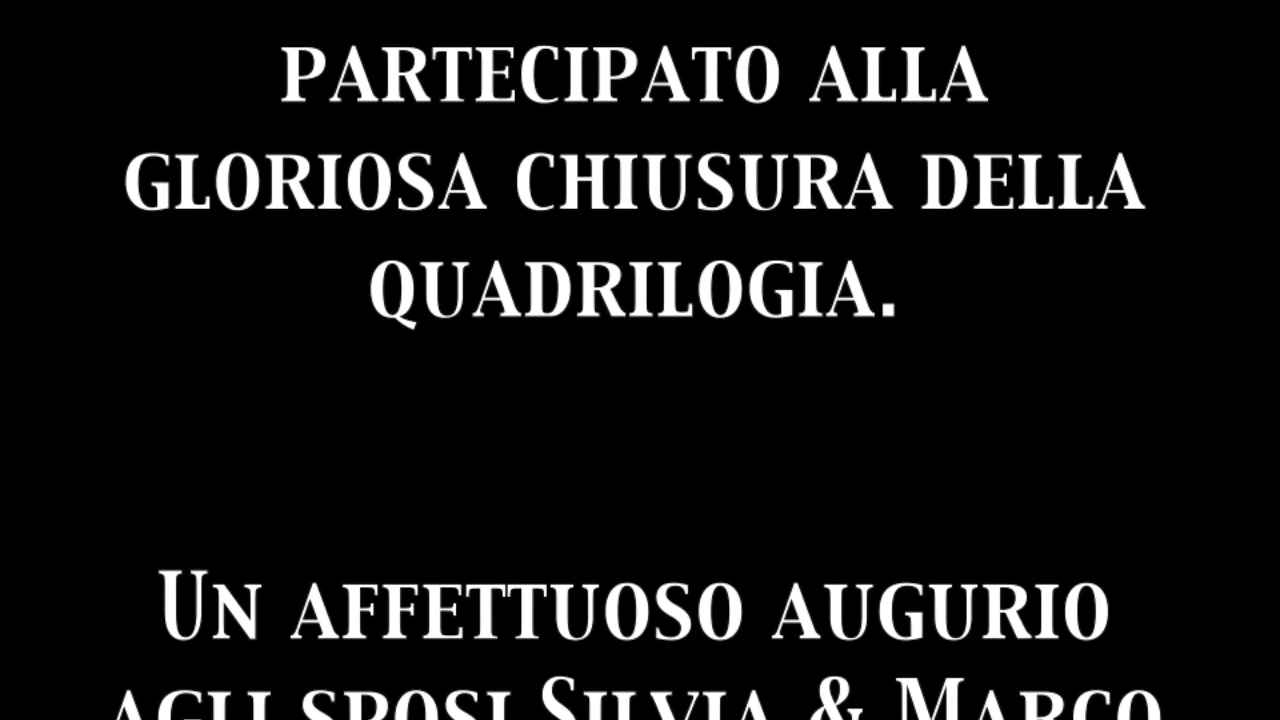 partecipato alla
gloriosa chiusura della
quadrilogia.
Un affettuoso augurio
agli sposi Silvia & Marco